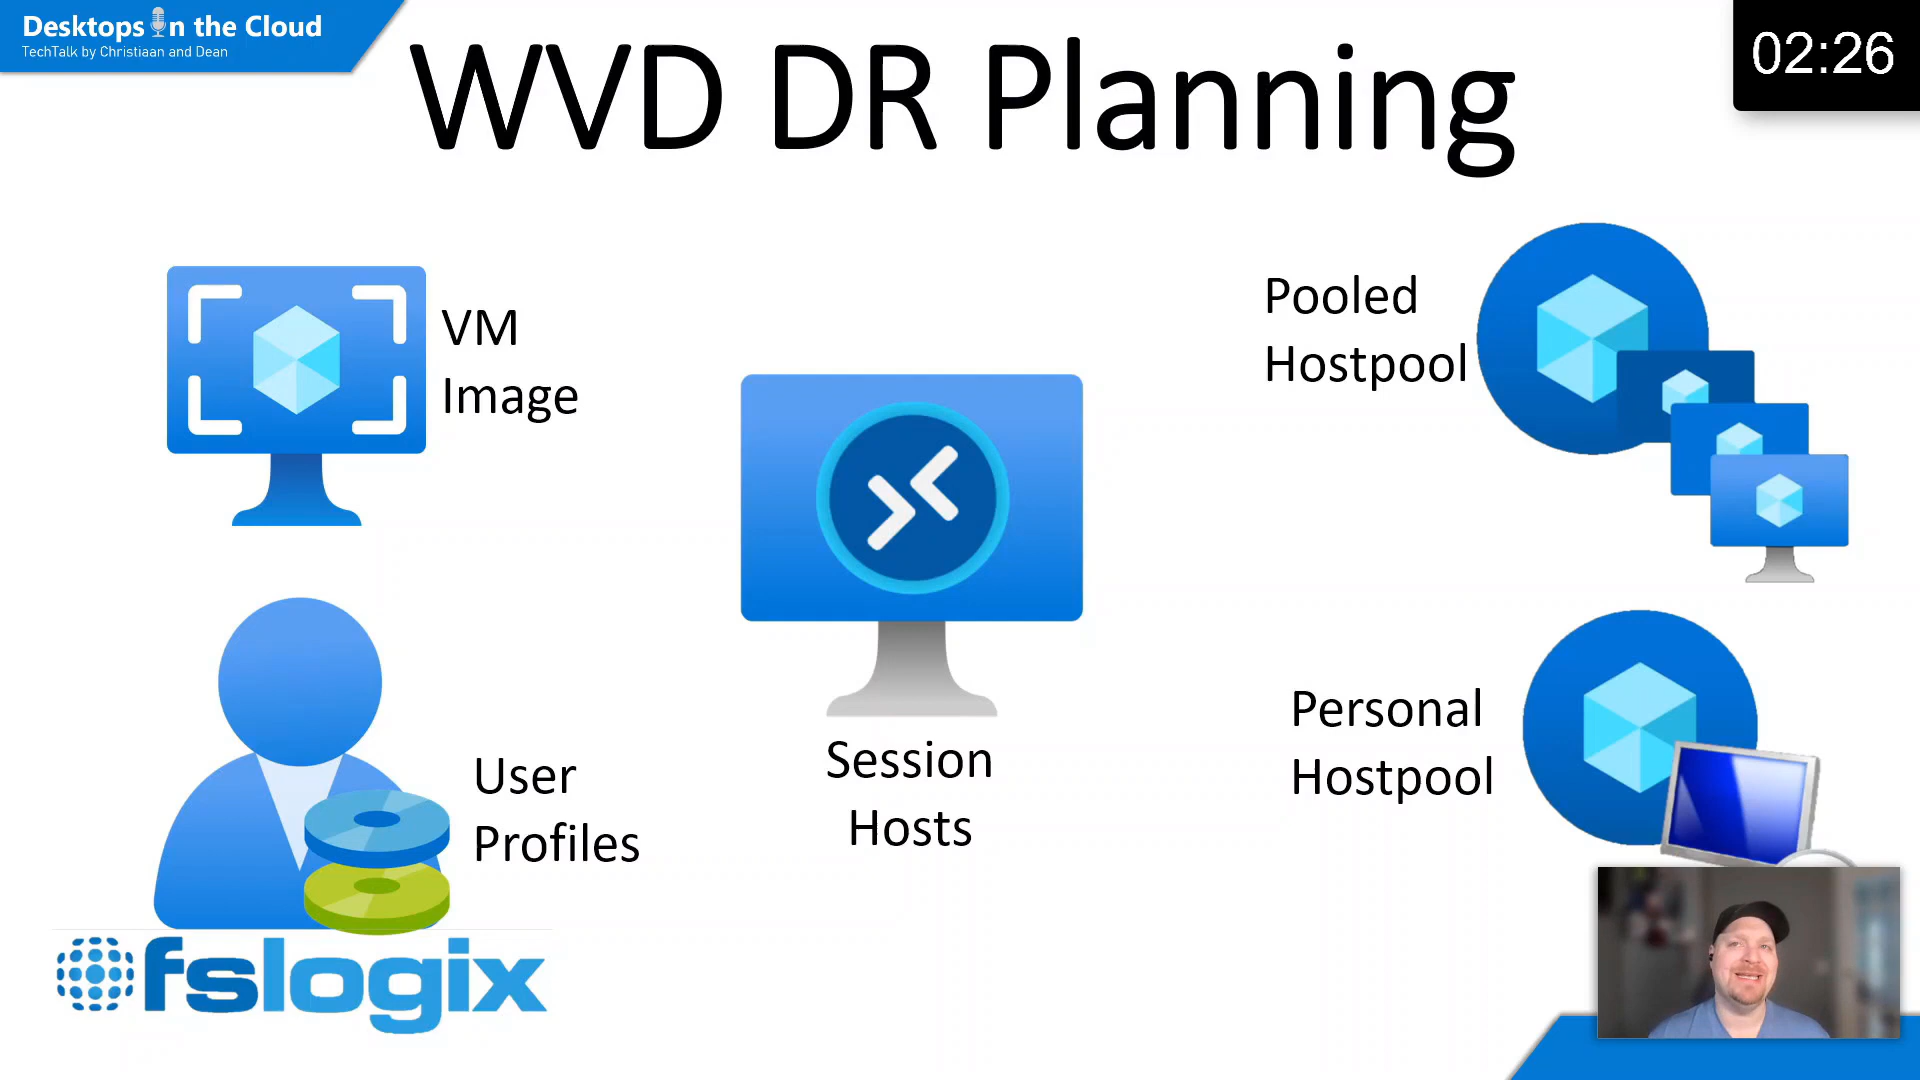 Desktops in the Cloud
TechTalk by Christiaan and Dean
WVD DR Planning
02:26
VM
Image
Pooled
Hostpool
User
Profiles
Session
Hosts
Personal
Hostpool
fslogix